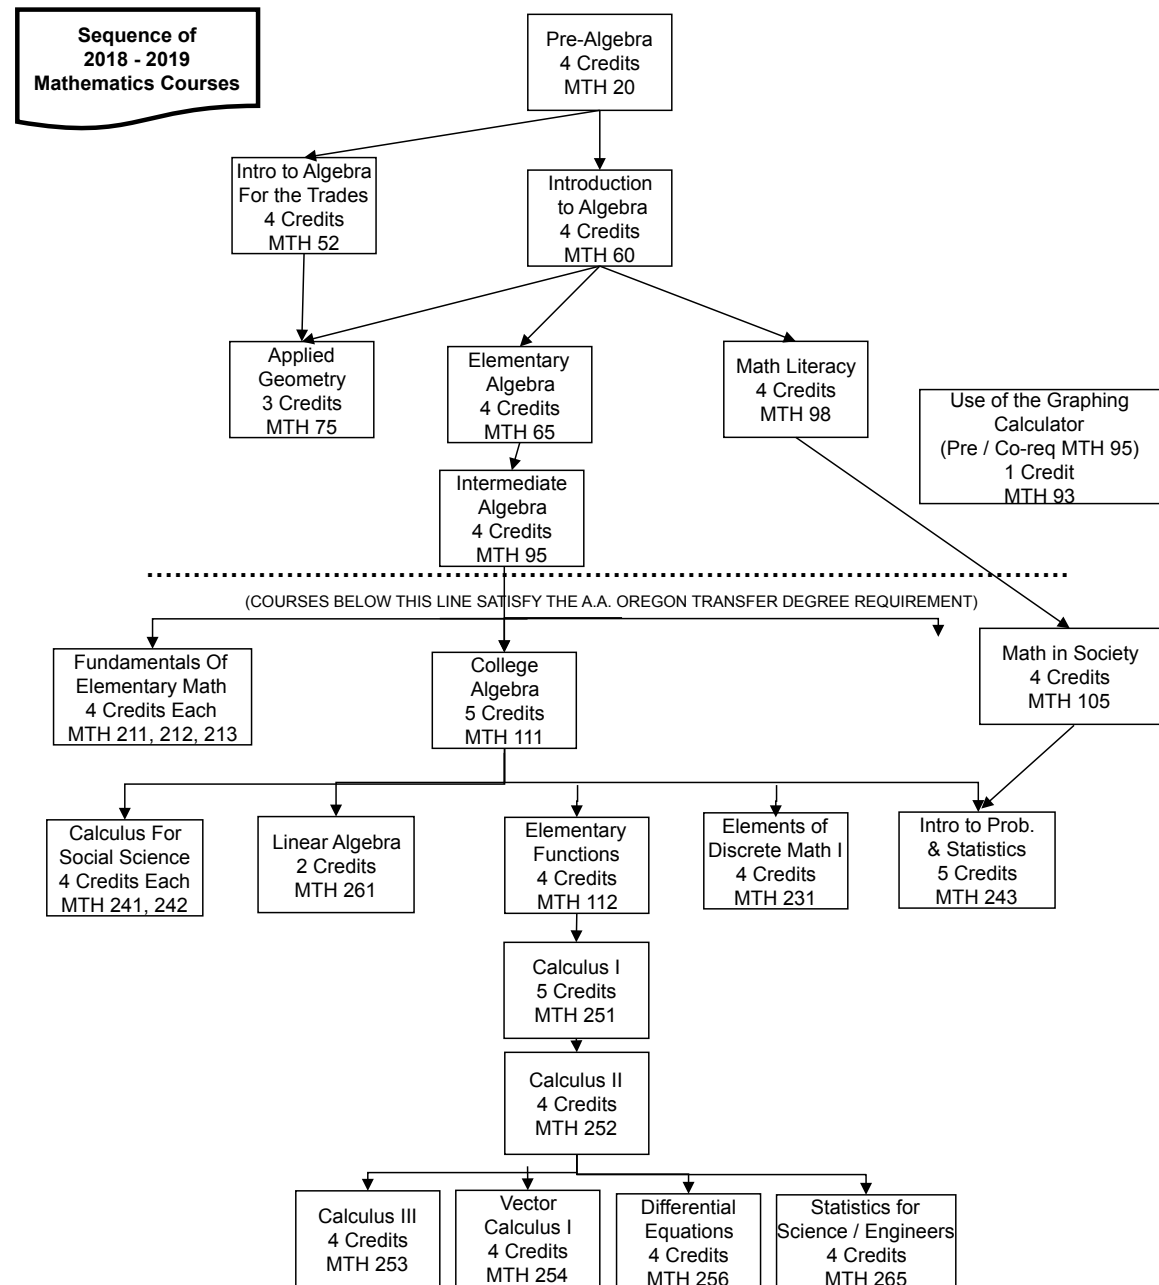 Sequence of
2018 - 2019
Mathematics Courses
Pre-Algebra
4 Credits
MTH 20
Intro to Algebra
For the Trades
4 Credits
MTH 52
Introduction
to Algebra
4 Credits
MTH 60
Applied
Geometry
3 Credits
MTH 75
Elementary
Algebra
4 Credits
MTH 65
Math Literacy
4 Credits
MTH 98
Use of the Graphing
Calculator
(Pre / Co-req MTH 95)
1 Credit
MTH 93
Intermediate
Algebra
4 Credits
MTH 95
(COURSES BELOW THIS LINE SATISFY THE A.A. OREGON TRANSFER DEGREE REQUIREMENT)
Fundamentals Of
Elementary Math
4 Credits Each
MTH 211, 212, 213
College
Algebra
5 Credits
MTH 111
Math in Society
4 Credits
MTH 105
Calculus For
Social Science
4 Credits Each
MTH 241, 242
Linear Algebra
2 Credits
MTH 261
Elementary
Functions
4 Credits
MTH 112
Elements of
Discrete Math I
4 Credits
MTH 231
Intro to Prob.
& Statistics
5 Credits
MTH 243
Calculus I
5 Credits
MTH 251
Calculus II
4 Credits
MTH 252
Calculus III
4 Credits
MTH 253
Vector
Calculus I
4 Credits
MTH 254
Differential
Equations
4 Credits
MTH 256
Statistics for
Science / Engineers
4 Credits
MTH 265